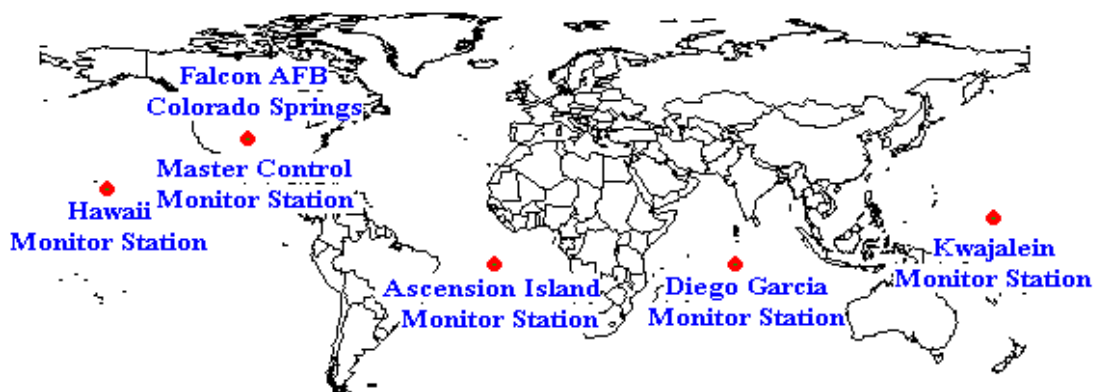 Falcon AFB
Colorado Springs
Master Control
Monitor Station
Hawaii
Monitor Station
Ascension Island
Monitor Station
Diego Garcia
Monitor Station
Kwajalein
Monitor Station